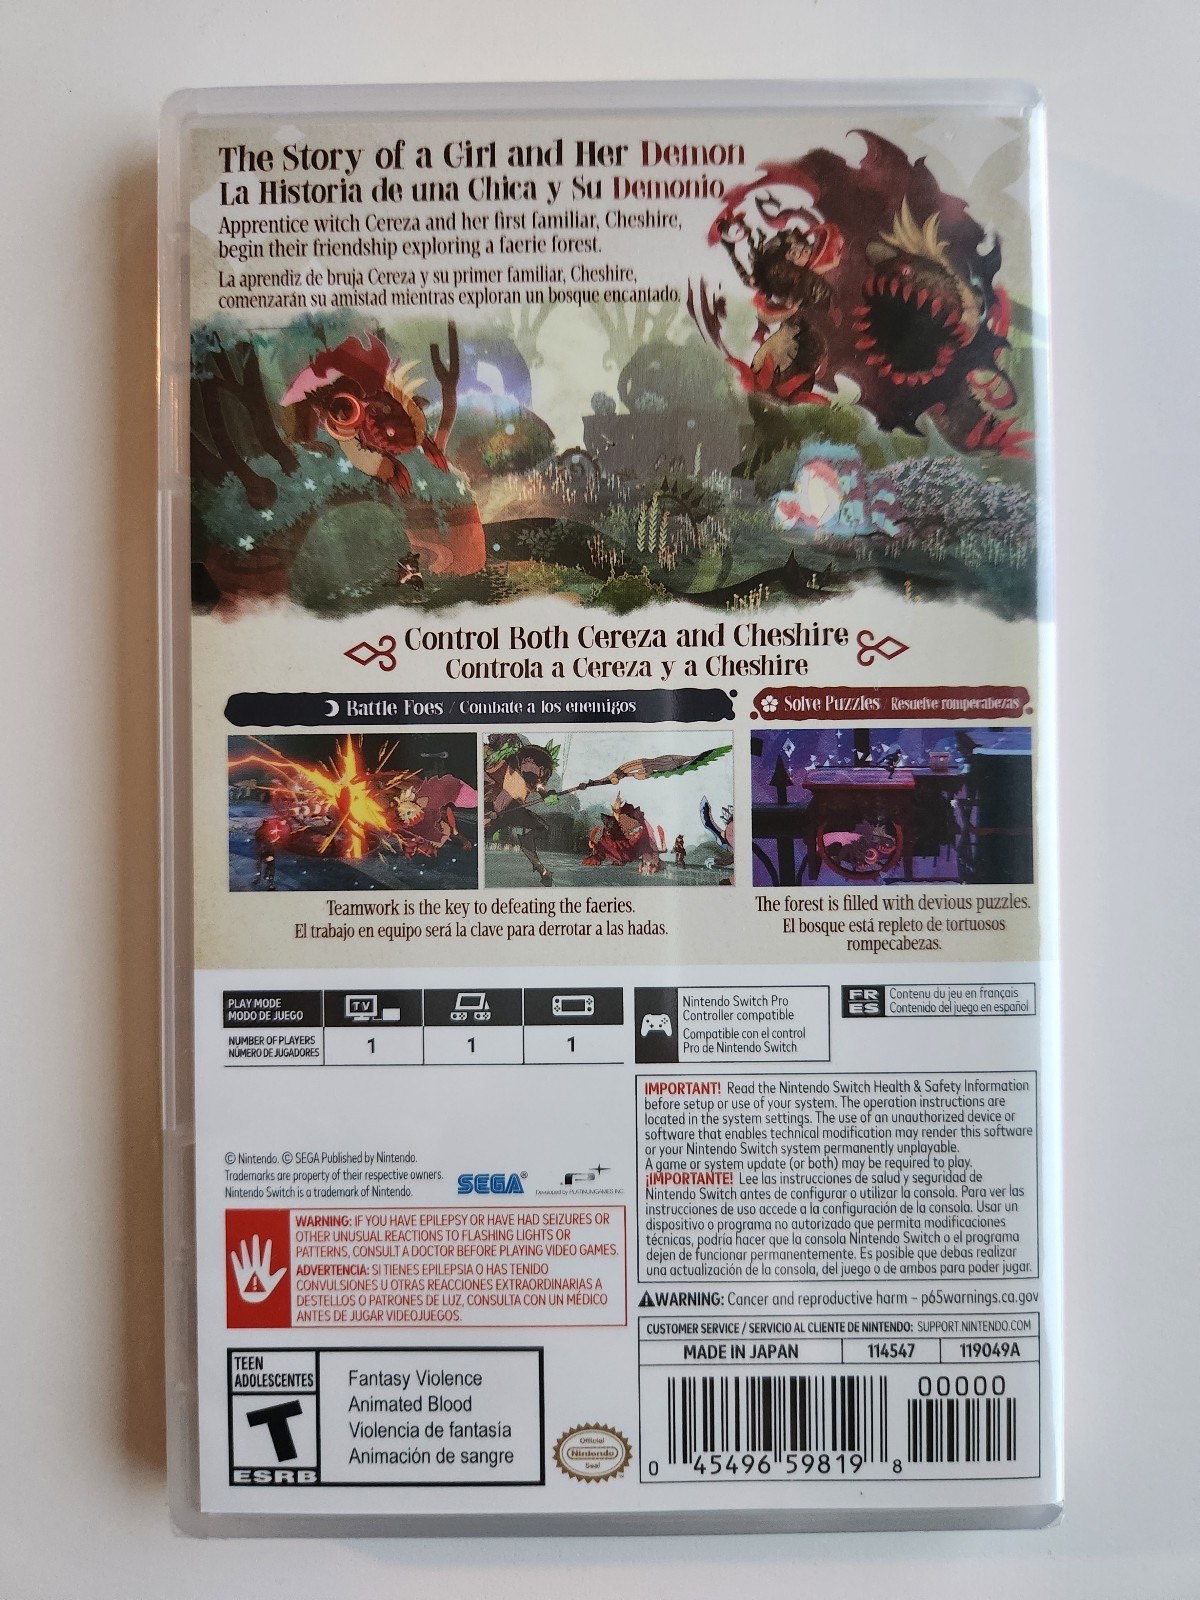 The Story of a Girl and Her Demon
La Historia de una Chica y Su Demonio
Apprentice witch Cereza and her first familiar, Cheshire,
begin their friendship exploring a faerie forest.
La aprendiz de bruja Cereza y su primer familiar, Cheshire,
comenzarán su amistad mientras exploran un bosque encantado.
Control Both Cereza and Cheshire
Controla a Cereza y a Cheshire
Battle Foes / Combate a los enemigos
Solve Puzzles / Resuelve rompecabezas
Teamwork is the key to defeating the faeries.
El trabajo en equipo será la clave para derrotar a las hadas.
The forest is filled with devious puzzles.
El bosque está repleto de tortuosos
rompecabezas.
PLAY MODE
MODO DE JUEGO
TV
NUMBER OF PLAYERS
NÚMERO DE JUGADORES
1 1 1
Nintendo Switch Pro
Controller compatible
Compatible con el control
Pro de Nintendo Switch
FR
ES
Contenu du jeu en français
Contenido del juego en español
IMPORTANT! Read the Nintendo Switch Health & Safety Information
before setup or use of your system. The operation instructions are
located in the system settings. The use of an unauthorized device or
software that enables technical modification may render this software
or your Nintendo Switch system permanently unplayable.
A game or system update (or both) may be required to play.
¡IMPORTANTE! Lee las instrucciones de salud y seguridad de
Nintendo Switch antes de configurar o utilizar la consola. Para ver las
instrucciones de uso accede a la configuración de la consola. Usar un
dispositivo o programa no autorizado que permita modificaciones
técnicas, podría hacer que la consola Nintendo Switch o el programa
dejen de funcionar permanentemente. Es posible que debas realizar
una actualización de la consola, del juego o de ambos para poder jugar.
© Nintendo. © SEGA Published by Nintendo.
Trademarks are property of their respective owners.
Nintendo Switch is a trademark of Nintendo.
SEGA®
Developed by PLATINUMGAMES INC.
WARNING: IF YOU HAVE EPILEPSY OR HAVE HAD SEIZURES OR
OTHER UNUSUAL REACTIONS TO FLASHING LIGHTS OR
PATTERNS, CONSULT A DOCTOR BEFORE PLAYING VIDEO GAMES.
ADVERTENCIA: SI TIENES EPILEPSIA O HAS TENIDO
CONVULSIONES U OTRAS REACCIONES EXTRAORDINARIAS A
DESTELLOS O PATRONES DE LUZ, CONSULTA CON UN MÉDICO
ANTES DE JUGAR VIDEOJUEGOS.
WARNING: Cancer and reproductive harm – p65warnings.ca.gov
CUSTOMER SERVICE / SERVICIO AL CLIENTE DE NINTENDO: SUPPORT.NINTENDO.COM
MADE IN JAPAN 114547 119049A
TEEN
ADOLESCENTES
T
ESRB
Fantasy Violence
Animated Blood
Violencia de fantasía
Animación de sangre
Official
Nintendo
Seal
00000
0 45496 59819 8